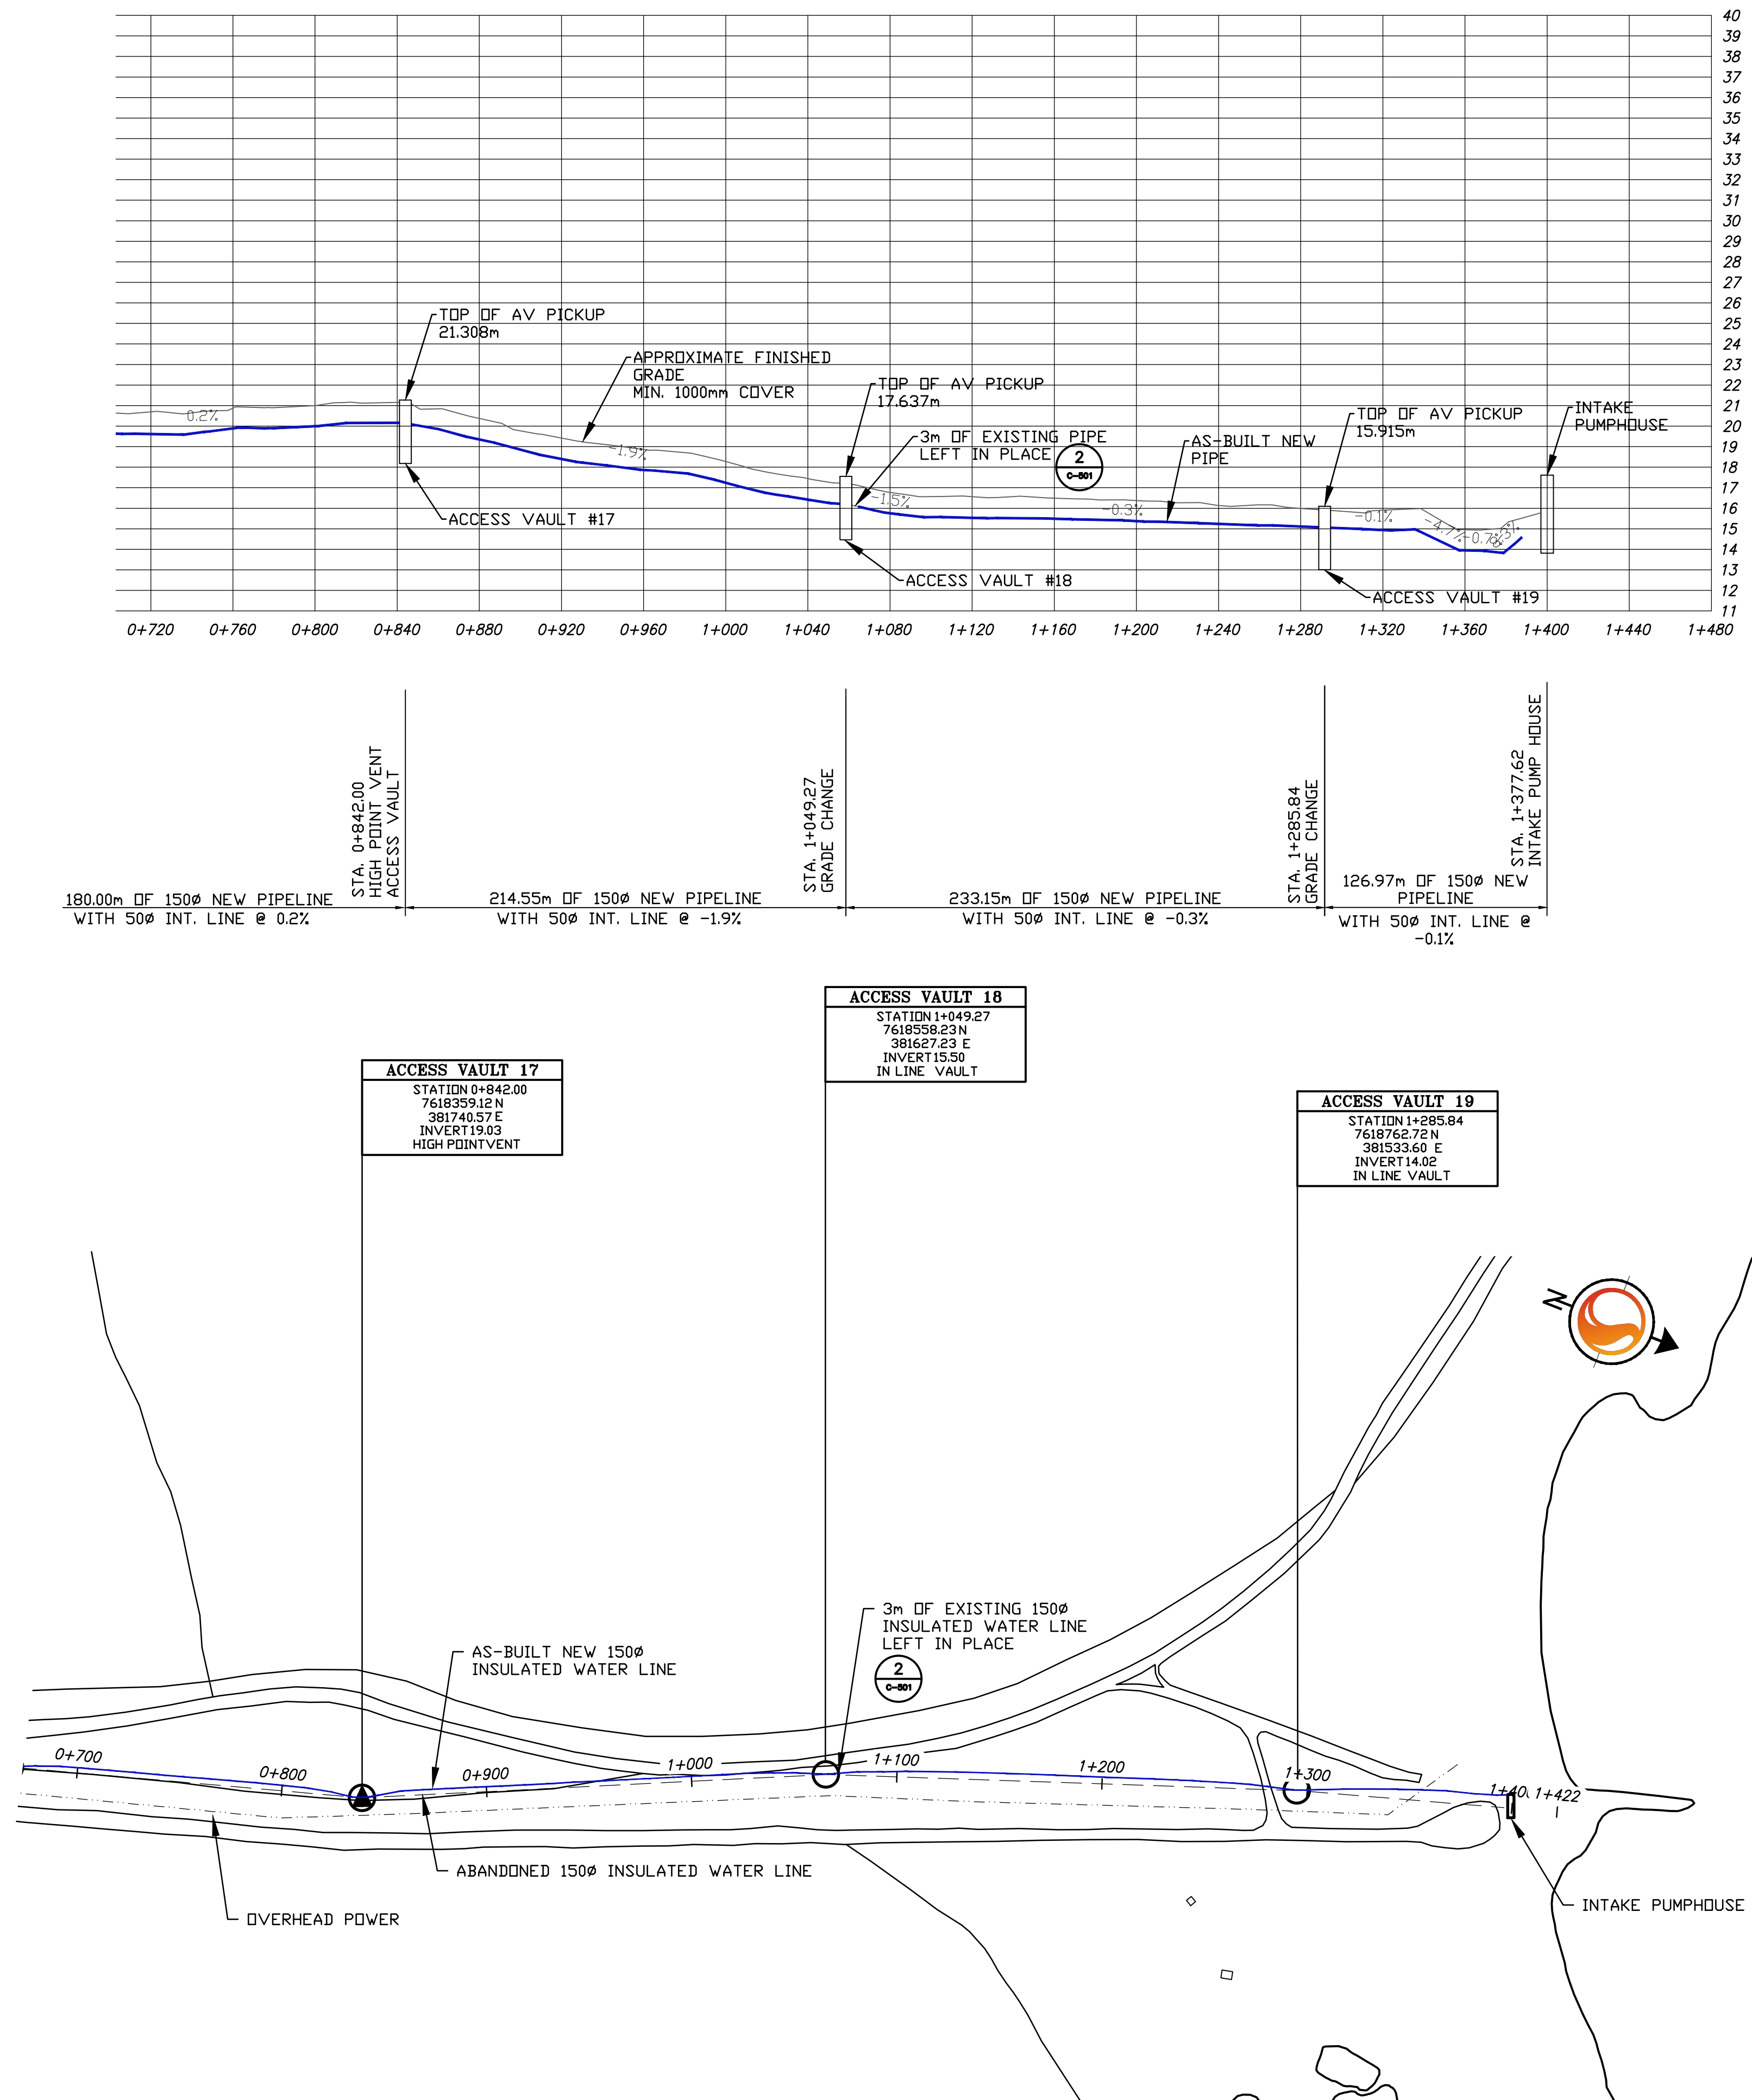 40
39
38
37
36
35
34
33
32
31
30
29
28
27
26
25
24
23
22
21
20
19
18
17
16
15
14
13
12
11
TOP OF AV PICKUP
21.308m
APPROXIMATE FINISHED
GRADE
MIN. 1000mm COVER
TOP OF AV PICKUP
17.637m
3m OF EXISTING PIPE
LEFT IN PLACE
2
C-501
AS-BUILT NEW
PIPE
TOP OF AV PICKUP
15.915m
INTAKE
PUMPHOUSE
0.2%
-1.9%
-1.5%
-0.3%
-0.1%
-4.7%
-0.7%
ACCESS VAULT #17
ACCESS VAULT #18
ACCESS VAULT #19
0+720 0+760 0+800 0+840 0+880 0+920 0+960 1+000 1+040 1+080 1+120 1+160 1+200 1+240 1+280 1+320 1+360 1+400 1+440 1+480
STA. 0+842.00
HIGH POINT VENT
ACCESS VAULT
STA. 1+049.27
GRADE CHANGE
STA. 1+285.84
GRADE CHANGE
STA. 1+377.62
INTAKE PUMP HOUSE
180.00m OF 150Ø NEW PIPELINE
WITH 50Ø INT. LINE @ 0.2%
214.55m OF 150Ø NEW PIPELINE
WITH 50Ø INT. LINE @ -1.9%
233.15m OF 150Ø NEW PIPELINE
WITH 50Ø INT. LINE @ -0.3%
126.97m OF 150Ø NEW
PIPELINE
WITH 50Ø INT. LINE @
-0.1%
ACCESS VAULT 17
STATION 0+842.00
7618359.12 N
381740.57 E
INVERT 19.03
HIGH POINT VENT
ACCESS VAULT 18
STATION 1+049.27
7618558.23 N
381627.23 E
INVERT 15.50
IN LINE VAULT
ACCESS VAULT 19
STATION 1+285.84
7618762.72 N
381533.60 E
INVERT 14.02
IN LINE VAULT
N
3m OF EXISTING 150Ø
INSULATED WATER LINE
LEFT IN PLACE
2
C-501
AS-BUILT NEW 150Ø
INSULATED WATER LINE
0+700
0+800
0+900
1+000
1+100
1+200
1+300
1+422
ABANDONED 150Ø INSULATED WATER LINE
OVERHEAD POWER
INTAKE PUMPHOUSE